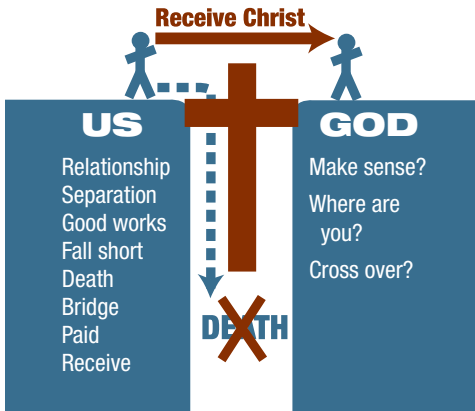 Receive Christ
US
Relationship
Separation
Good works
Fall short
Death
Bridge
Paid
Receive
GOD
Make sense?
Where are
you?
Cross over?
DEATH